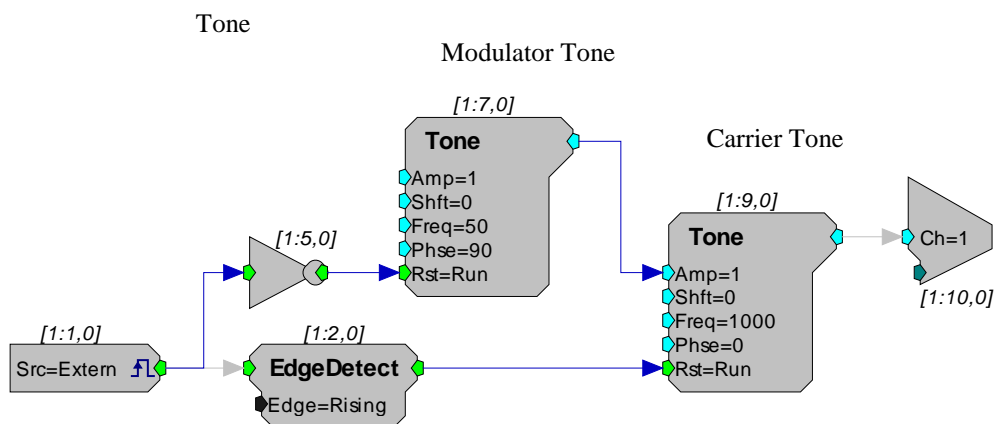 Tone
Modulator Tone
[1:7,0]
Tone
Amp=1
Shft=0
Freq=50
Phse=90
Rst=Run
Carrier Tone
[1:9,0]
Tone
Amp=1
Shft=0
Freq=1000
Phse=0
Rst=Run
Ch=1
[1:10,0]
[1:5,0]
[1:1,0]
Src=Extern
[1:2,0]
EdgeDetect
Edge=Rising